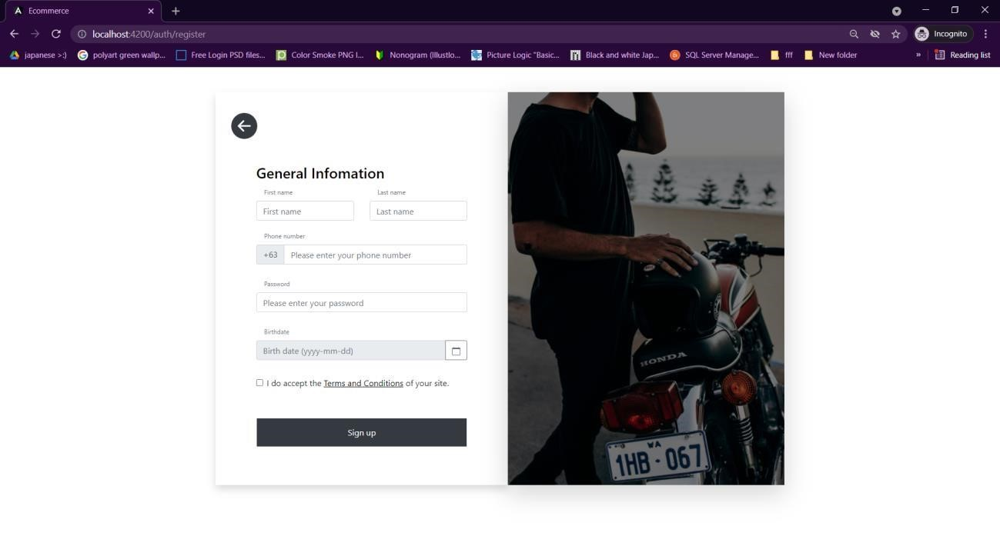 Ecommerce
localhost:4200/auth/register
Incognito
japanese >:)
polyart green wallp...
Free Login PSD files...
Color Smoke PNG I...
Nonogram (Illustlo...
Picture Logic "Basic...
Black and white Jap...
SQL Server Manage...
fff
New folder
»
Reading list
General Infomation
First name
Last name
First name
Last name
Phone number
+63
Please enter your phone number
Password
Please enter your password
Birthdate
Birth date (yyyy-mm-dd)
I do accept the Terms and Conditions of your site.
Sign up
HONDA
WA
1HB·067